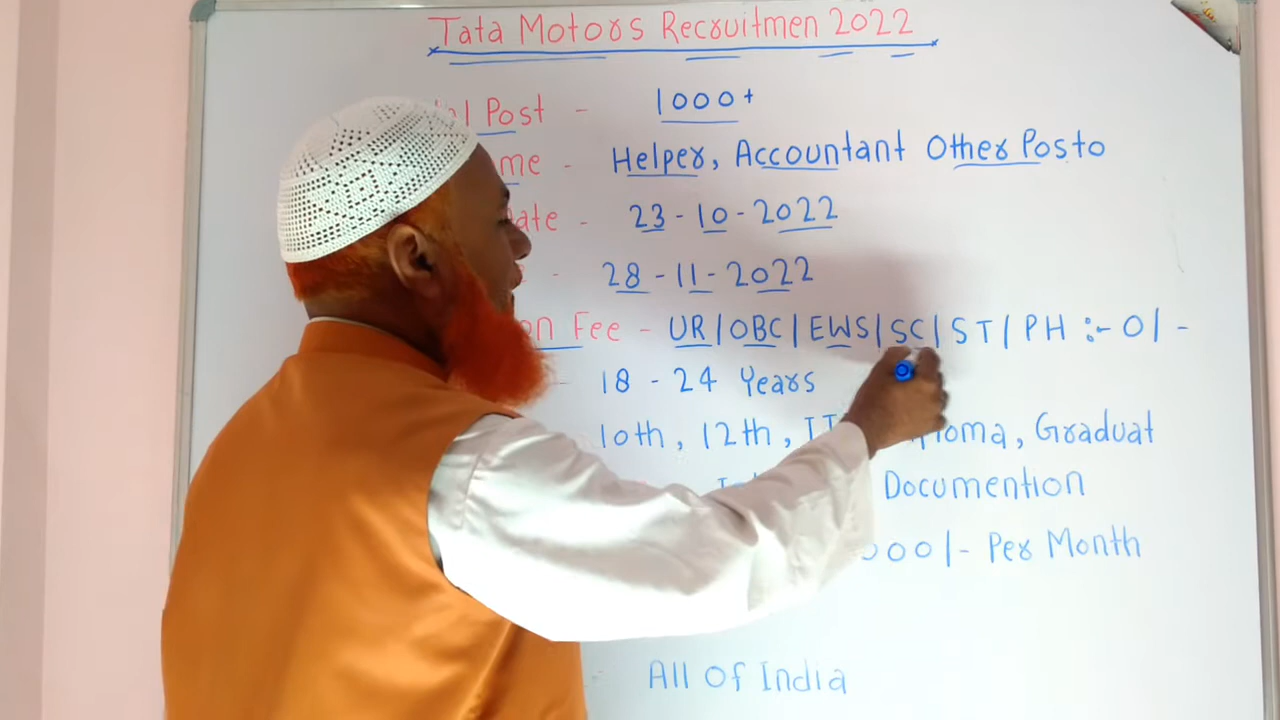 Tata Motors Recruitmen 2022
Post - 1000+
me - Helper, Accountant Other Posto
ate - 23-10-2022
- 28-11-2022
on Fee - UR/OBC/EWS/SC/ST/PH :- 0/-
- 18 - 24 Years
10th, 12th, oma, Graduat
Documention
000/- Per Month
- All Of India